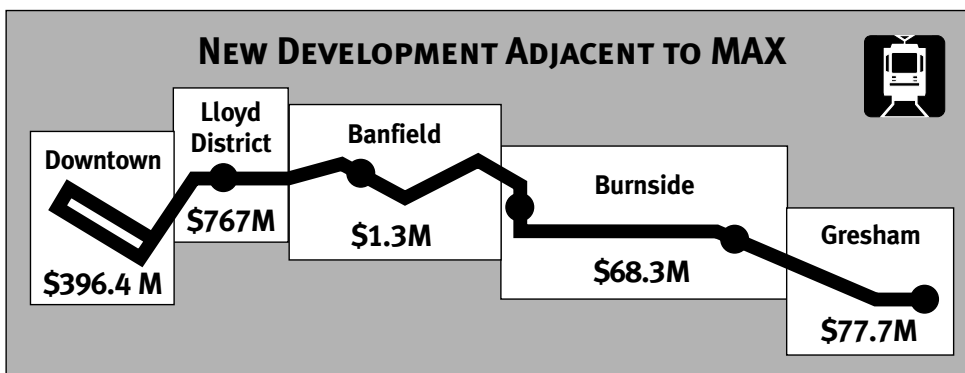 New Development Adjacent to MAX
Downtown
$396.4 M
Lloyd
District
$767M
Banfield
$1.3M
Burnside
$68.3M
Gresham
$77.7M